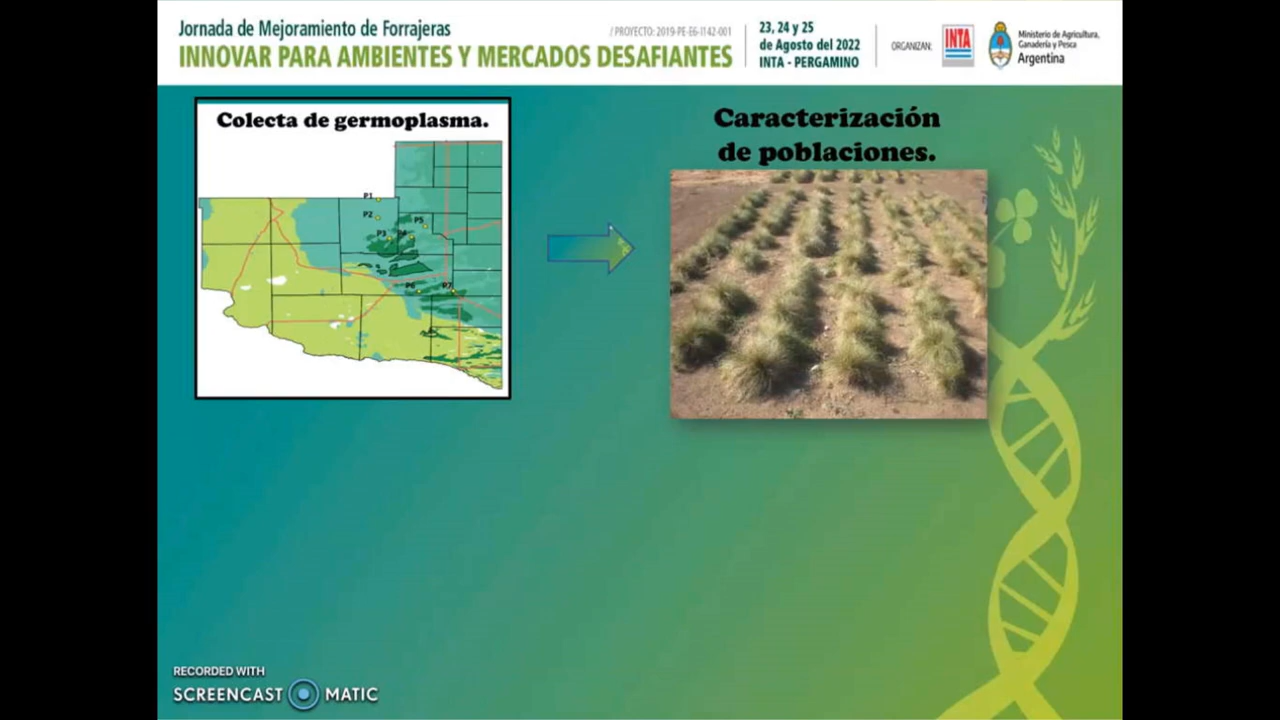 Jornada de Mejoramiento de Forrajeras
/ PROYECTO: 2019-PE-E6-I142-001
INNOVAR PARA AMBIENTES Y MERCADOS DESAFIANTES
23, 24 y 25
de Agosto del 2022
INTA - PERGAMINO
ORGANIZAN:
INTA
Ministerio de Agricultura,
Ganadería y Pesca
Argentina
Colecta de germoplasma.
P1
P2
P5
P3
P4
P6
P7
Caracterización
de poblaciones.
RECORDED WITH
SCREENCAST MATIC